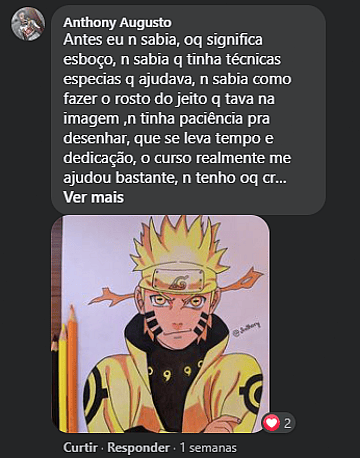 Anthony Augusto
Antes eu n sabia, oq significa
esboço, n sabia q tinha técnicas
especias q ajudava, n sabia como
fazer o rosto do jeito q tava na
imagem ,n tinha paciência pra
desenhar, que se leva tempo e
dedicação, o curso realmente me
ajudou bastante, n tenho oq cr...
Ver mais
2
Curtir · Responder · 1 semanas